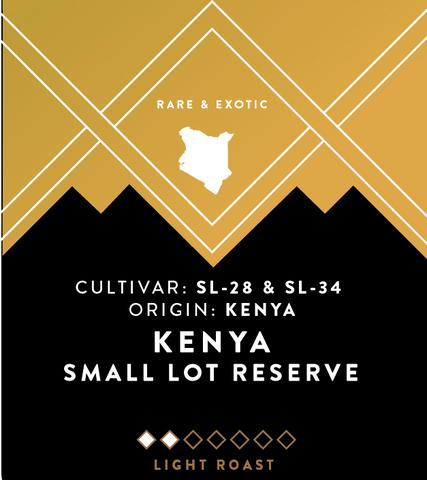 RARE & EXOTIC
CULTIVAR: SL-28 & SL-34
ORIGIN: KENYA
KENYA
SMALL LOT RESERVE
LIGHT ROAST